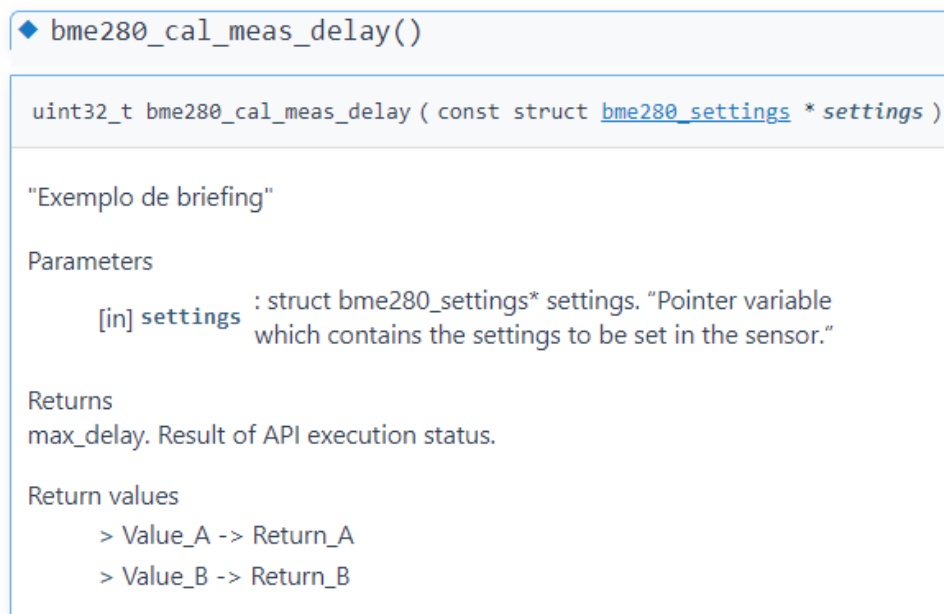 ◆ bme280_cal_meas_delay()
uint32_t bme280_cal_meas_delay ( const struct bme280_settings * settings )
"Exemplo de briefing"
Parameters
[in] settings : struct bme280_settings* settings. “Pointer variable
which contains the settings to be set in the sensor.”
Returns
max_delay. Result of API execution status.
Return values
> Value_A -> Return_A
> Value_B -> Return_B